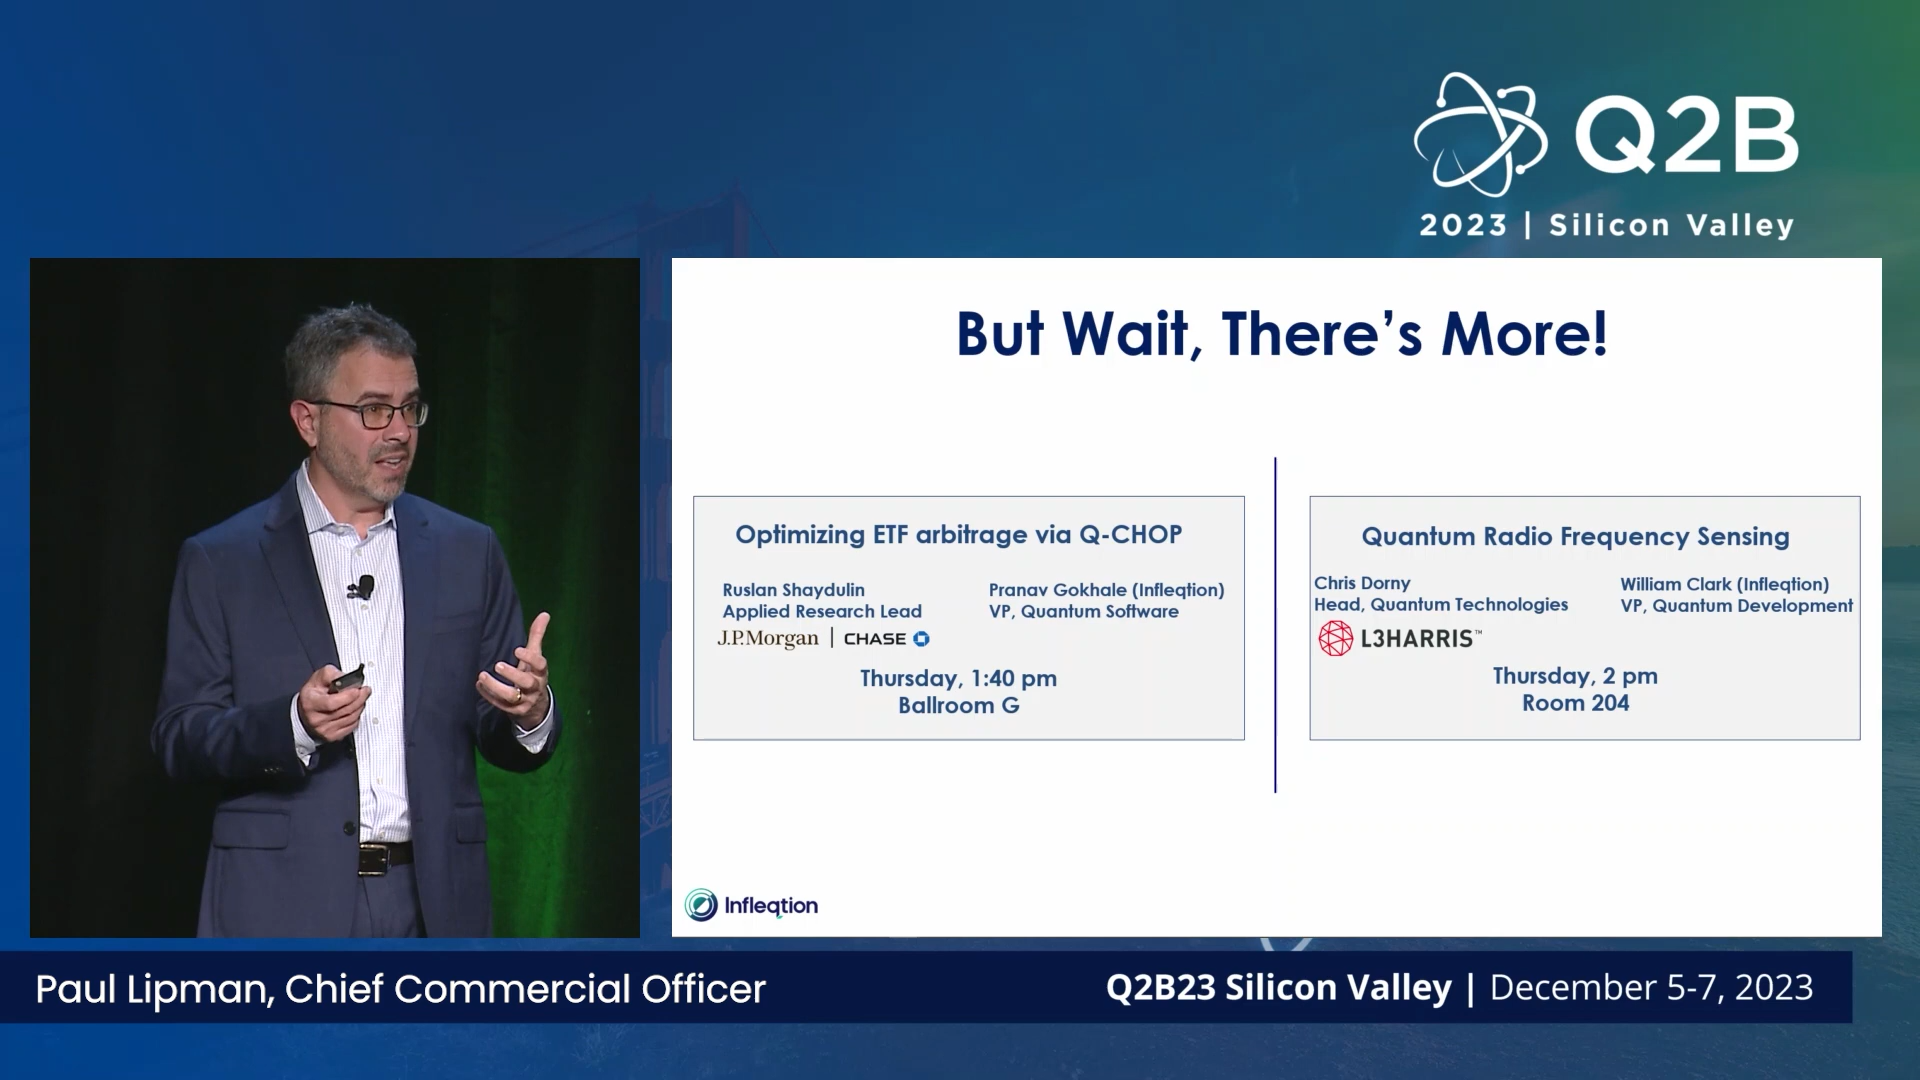 Q2B
2023 | Silicon Valley
But Wait, There's More!
Optimizing ETF arbitrage via Q-CHOP
Ruslan Shaydulin
Applied Research Lead
J.P.Morgan | CHASE
Pranav Gokhale (Infleqtion)
VP, Quantum Software
Thursday, 1:40 pm
Ballroom G
Quantum Radio Frequency Sensing
Chris Dorny
Head, Quantum Technologies
L3HARRIS™
William Clark (Infleqtion)
VP, Quantum Development
Thursday, 2 pm
Room 204
Infleqtion
Paul Lipman, Chief Commercial Officer
Q2B23 Silicon Valley | December 5-7, 2023